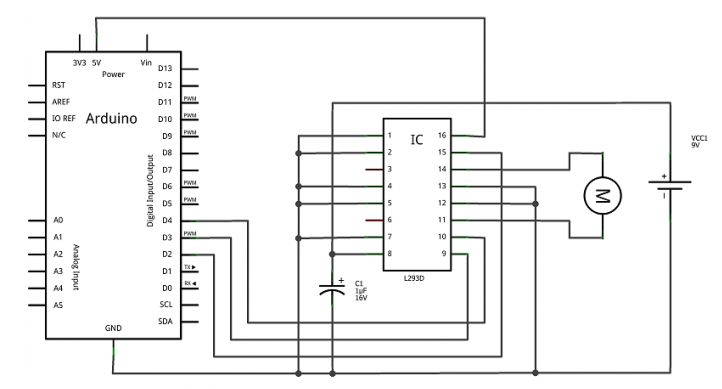 3V3 5V Vin
Power
Arduino
RST
AREF
IO REF
N/C
A0
A1
A2
A3
A4
A5
Analog Input
Digital Input/Output
D13
D12
D11 PWM
D10 PWM
D9 PWM
D8
D7
D6 PWM
D5 PWM
D4
D3 PWM
D2
D1 TX▶
D0 RX◀
SCL
SDA
GND
IC
1 16
2 15
3 14
4 13
5 12
6 11
7 10
8 9
L293D
+
C1
1µF
16V
M
VCC1
9V
+
−